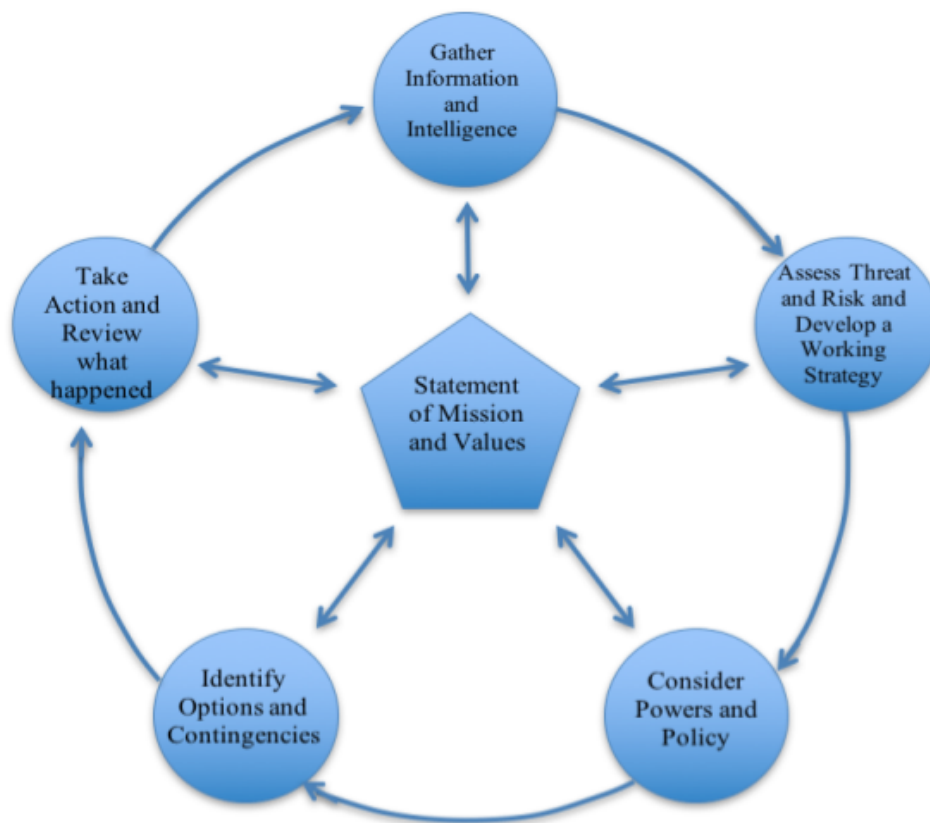 Gather
Information
and
Intelligence
Assess Threat
and Risk and
Develop a
Working
Strategy
Take
Action and
Review
what
happened
Statement
of Mission
and Values
Identify
Options and
Contingencies
Consider
Powers and
Policy